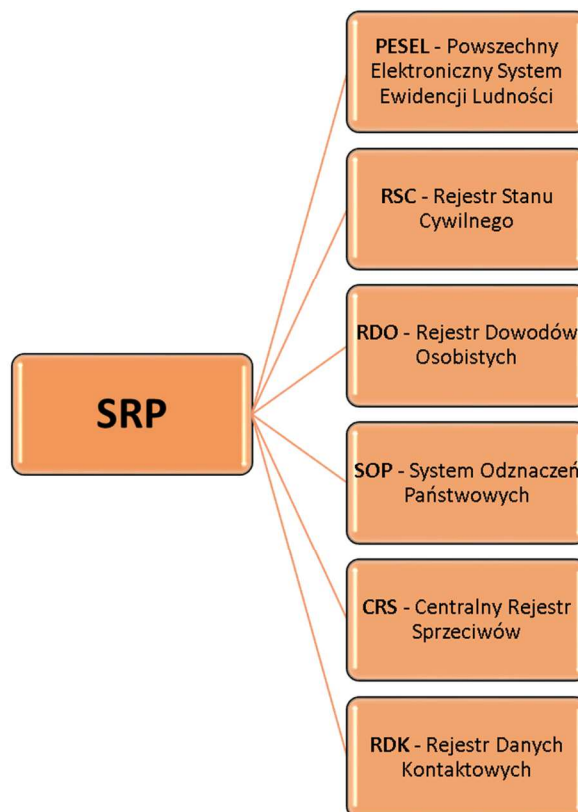 PESEL - Powszechny
Elektroniczny System
Ewidencji Ludności
RSC - Rejestr Stanu
Cywilnego
RDO - Rejestr Dowodów
Osobistych
SRP
SOP - System Odznaczeń
Państwowych
CRS - Centralny Rejestr
Sprzeciwów
RDK - Rejestr Danych
Kontaktowych